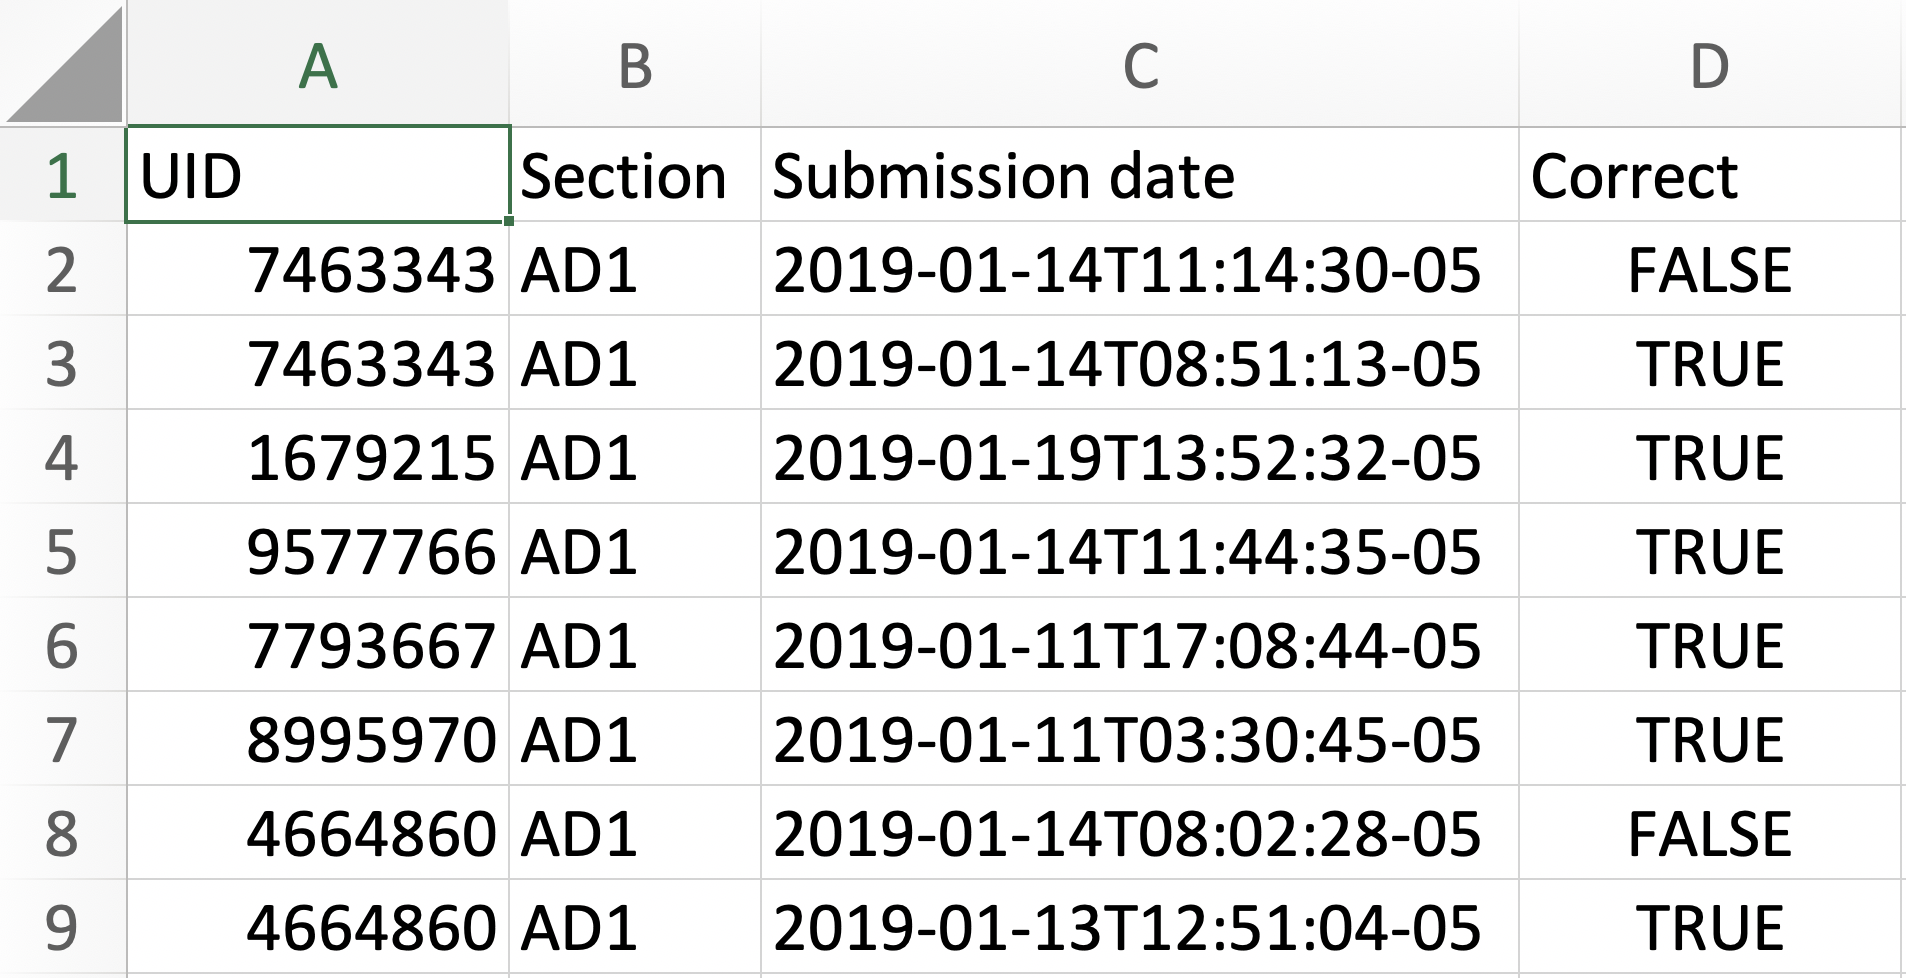 A B C D
1 UID Section Submission date Correct
2 7463343 AD1 2019-01-14T11:14:30-05 FALSE
3 7463343 AD1 2019-01-14T08:51:13-05 TRUE
4 1679215 AD1 2019-01-19T13:52:32-05 TRUE
5 9577766 AD1 2019-01-14T11:44:35-05 TRUE
6 7793667 AD1 2019-01-11T17:08:44-05 TRUE
7 8995970 AD1 2019-01-11T03:30:45-05 TRUE
8 4664860 AD1 2019-01-14T08:02:28-05 FALSE
9 4664860 AD1 2019-01-13T12:51:04-05 TRUE